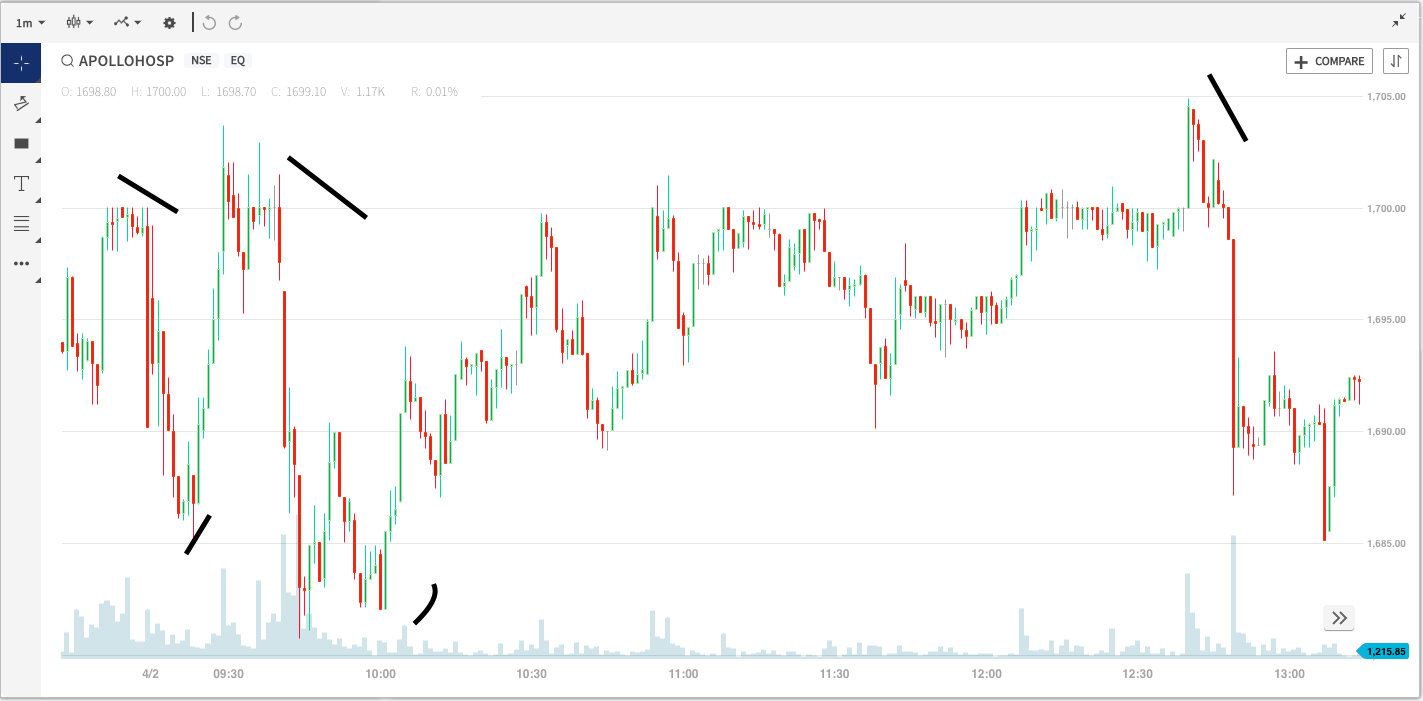 1m
APOLLOHOSP NSE EQ
COMPARE
O: 1698.80 H: 1700.00 L: 1698.70 C: 1699.10 V: 1.17K R: 0.01%
1,705.00
1,700.00
1,695.00
1,690.00
1,685.00
1,215.85
4/2 09:30 10:00 10:30 11:00 11:30 12:00 12:30 13:00